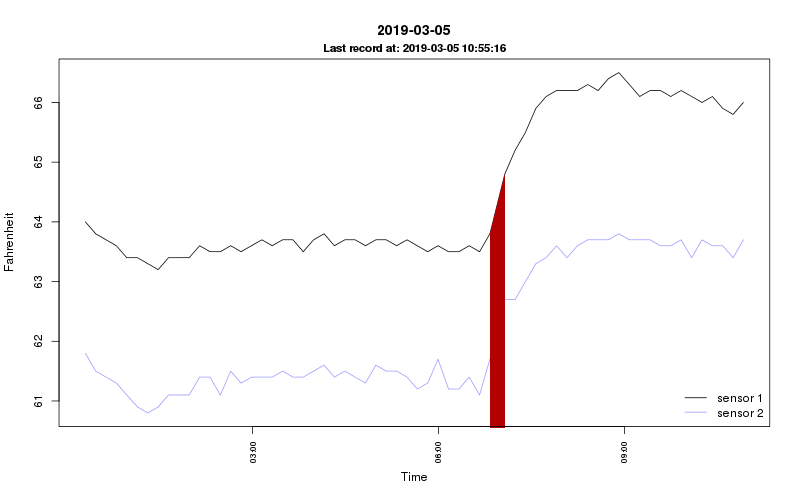 2019-03-05
Last record at: 2019-03-05 10:55:16
Fahrenheit
66
65
64
63
62
61
sensor 1
sensor 2
03:00
06:00
09:00
Time